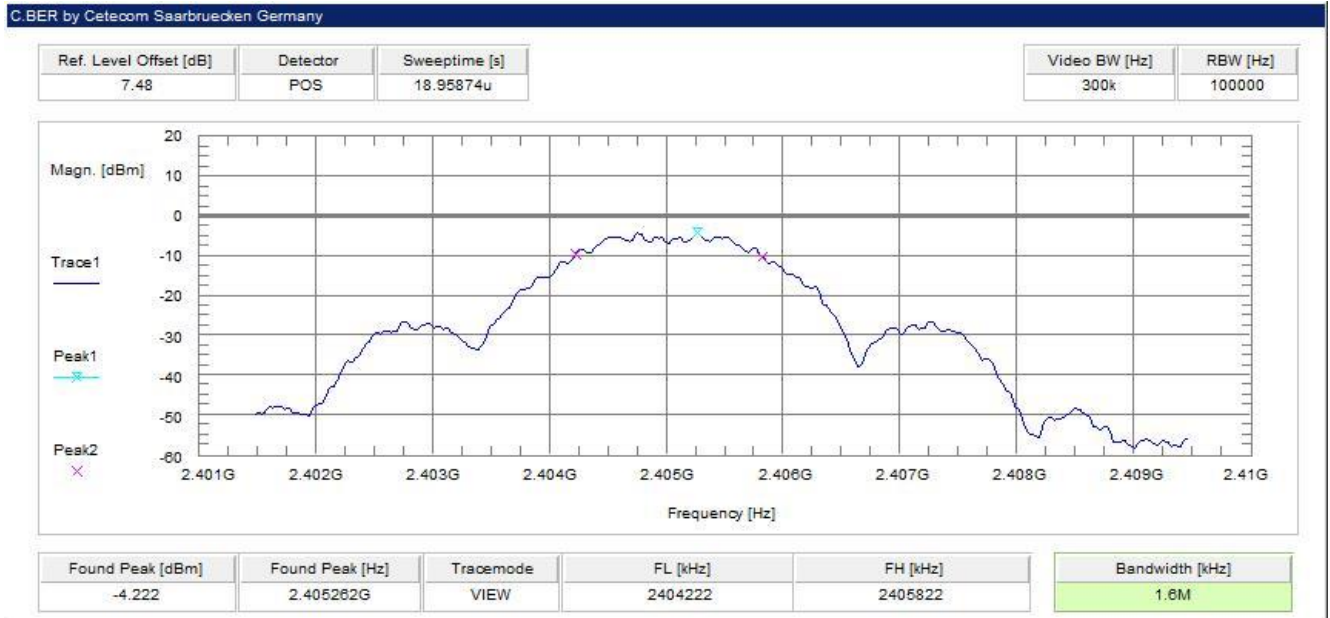 C.BER by Cetecom Saarbruecken Germany
Ref. Level Offset [dB] Detector Sweeptime [s] Video BW [Hz] RBW [Hz]
7.48 POS 18.95874u 300k 100000
20
Magn. [dBm] 10
0
-10
Trace1
-20
-30
Peak1
-40
-50
Peak2
-60
2.401G 2.402G 2.403G 2.404G 2.405G 2.406G 2.407G 2.408G 2.409G 2.41G
Frequency [Hz]
Found Peak [dBm] Found Peak [Hz] Tracemode FL [kHz] FH [kHz] Bandwidth [kHz]
-4.222 2.405262G VIEW 2404222 2405822 1.6M